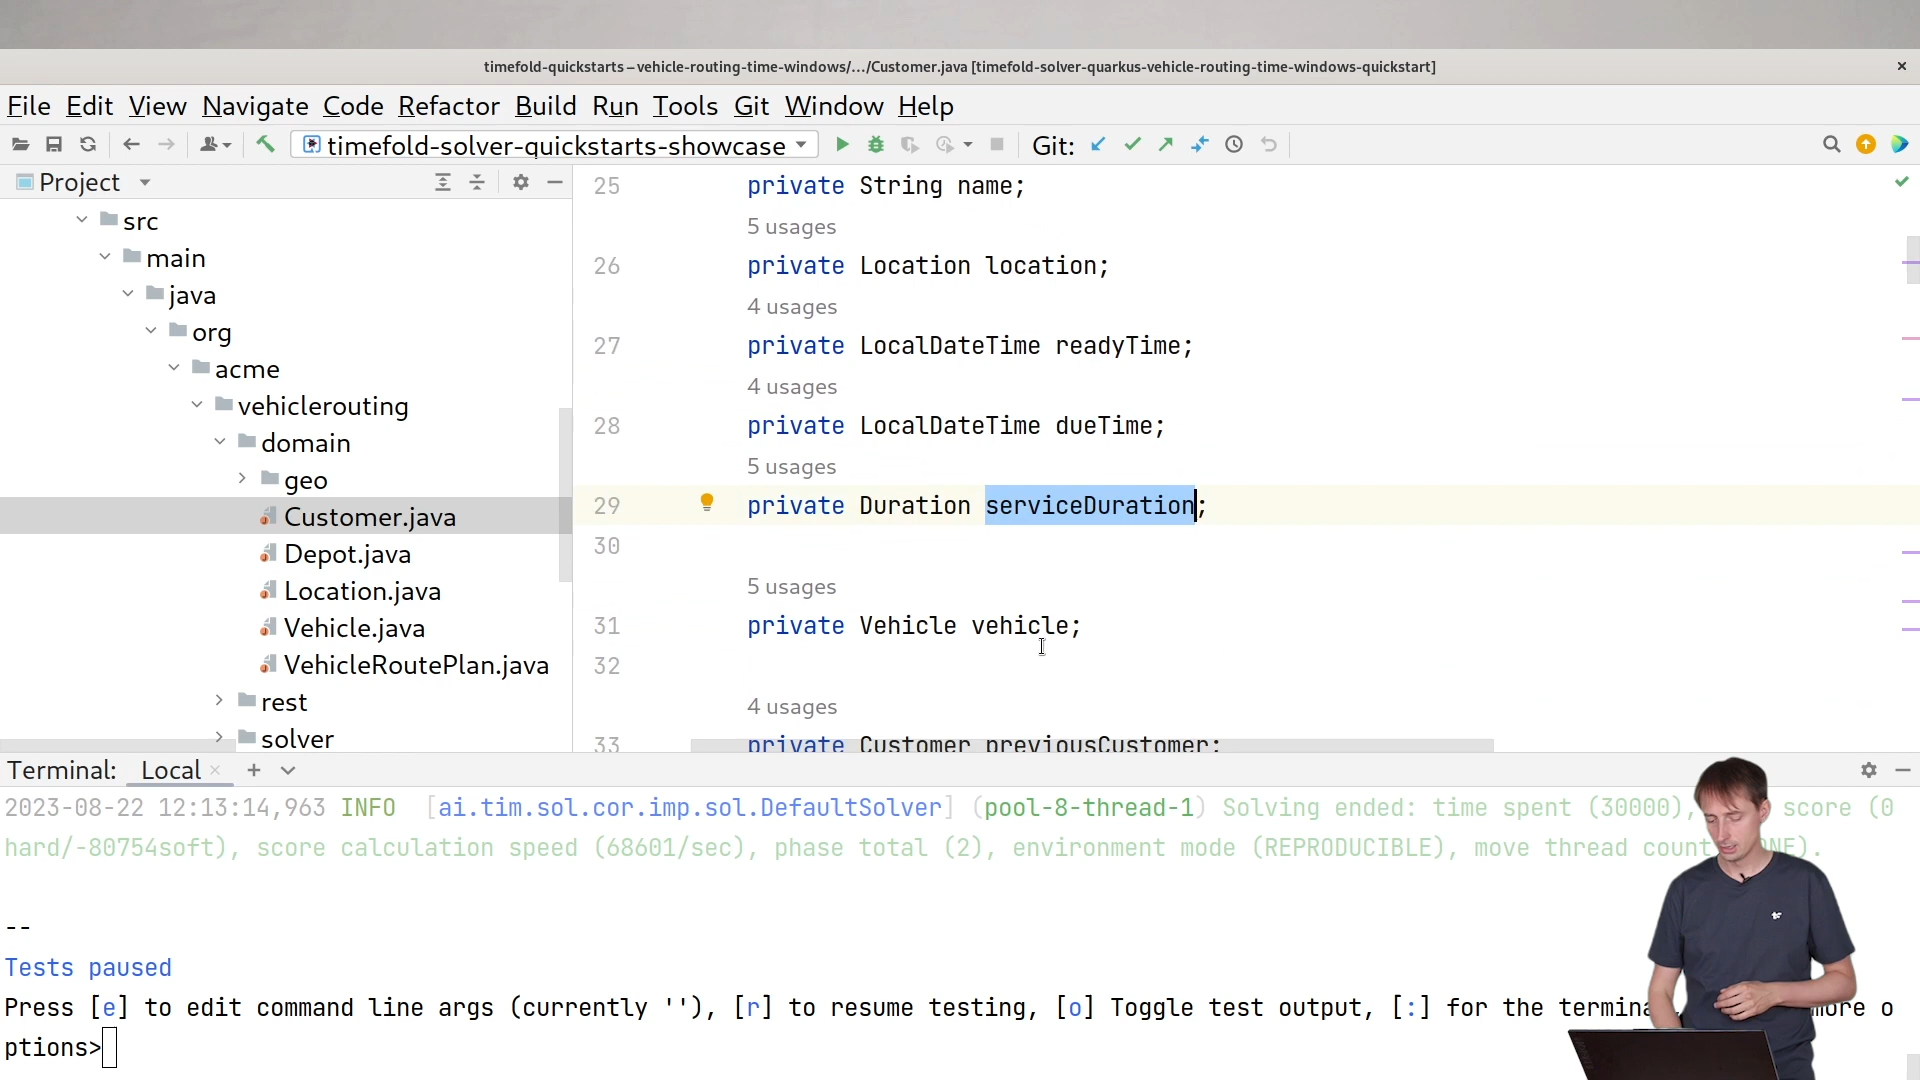 timefold-quickstarts – vehicle-routing-time-windows/.../Customer.java [timefold-solver-quarkus-vehicle-routing-time-windows-quickstart]
File Edit View Navigate Code Refactor Build Run Tools Git Window Help
timefold-solver-quickstarts-showcase Git:
Project
src
main
java
org
acme
vehiclerouting
domain
geo
Customer.java
Depot.java
Location.java
Vehicle.java
VehicleRoutePlan.java
rest
solver
25 private String name;
5 usages
26 private Location location;
4 usages
27 private LocalDateTime readyTime;
4 usages
28 private LocalDateTime dueTime;
5 usages
29 private Duration serviceDuration;
30
5 usages
31 private Vehicle vehicle;
32
4 usages
33 private Customer previousCustomer;
Terminal: Local
2023-08-22 12:13:14,963 INFO [ai.tim.sol.cor.imp.sol.DefaultSolver] (pool-8-thread-1) Solving ended: time spent (30000), score (0
hard/-80754soft), score calculation speed (68601/sec), phase total (2), environment mode (REPRODUCIBLE), move thread count
--
Tests paused
Press [e] to edit command line args (currently ''), [r] to resume testing, [o] Toggle test output, [:] for the more o
ptions>